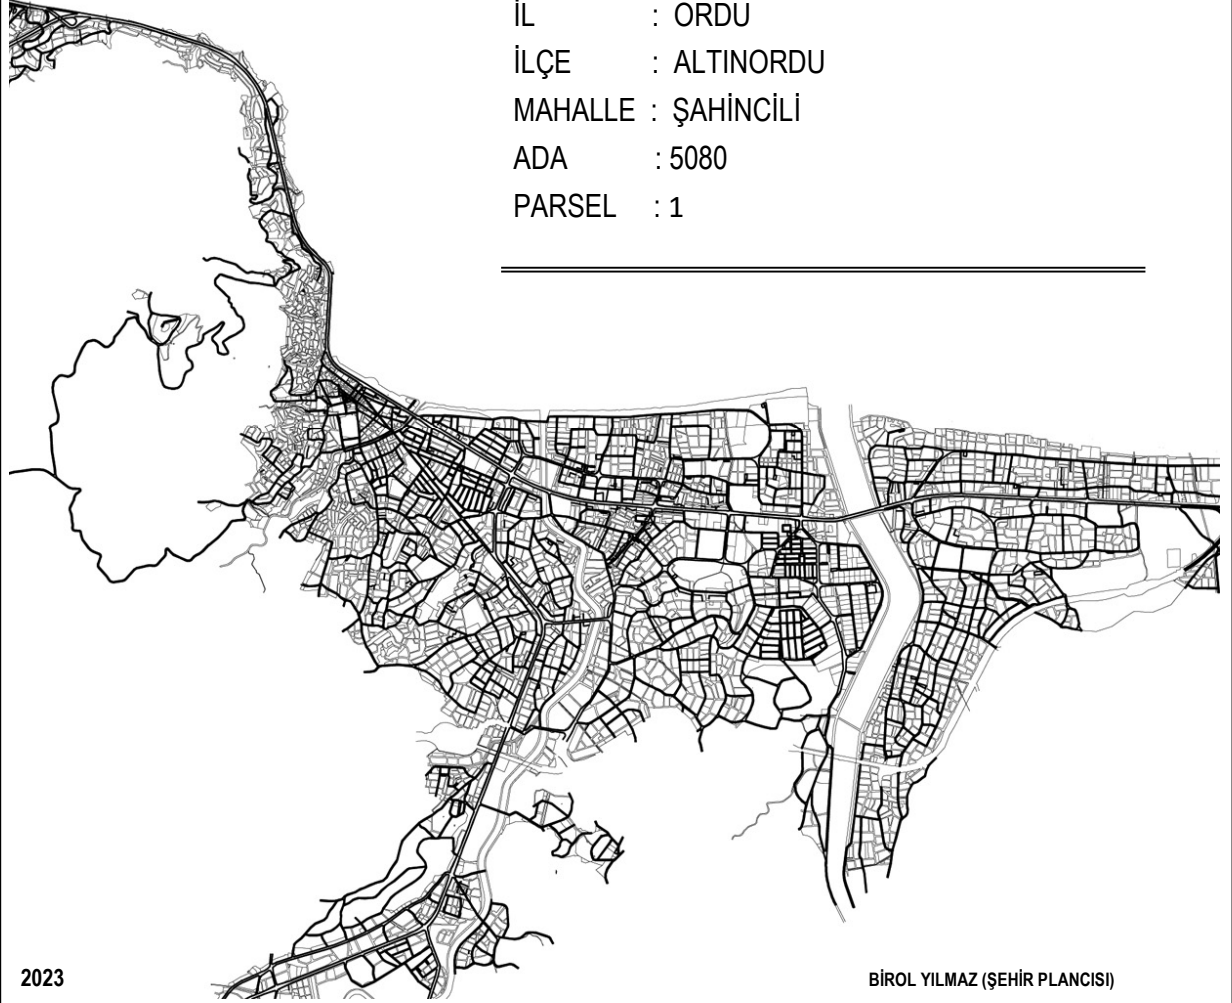 İL : ORDU
İLÇE : ALTINORDU
MAHALLE : ŞAHİNCİLİ
ADA : 5080
PARSEL : 1
2023
BİROL YILMAZ (ŞEHİR PLANCISI)